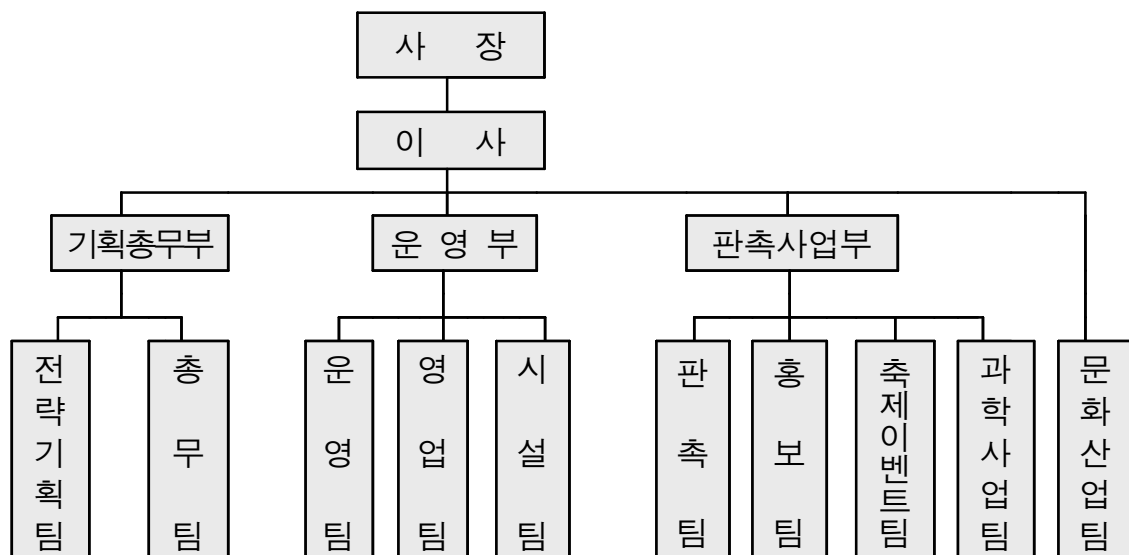 사 장
이 사
기획총무부
운 영 부
판촉사업부
전략기획팀
총무팀
운영팀
영업팀
시설팀
판촉팀
홍보팀
축제이벤트팀
과학사업팀
문화산업팀